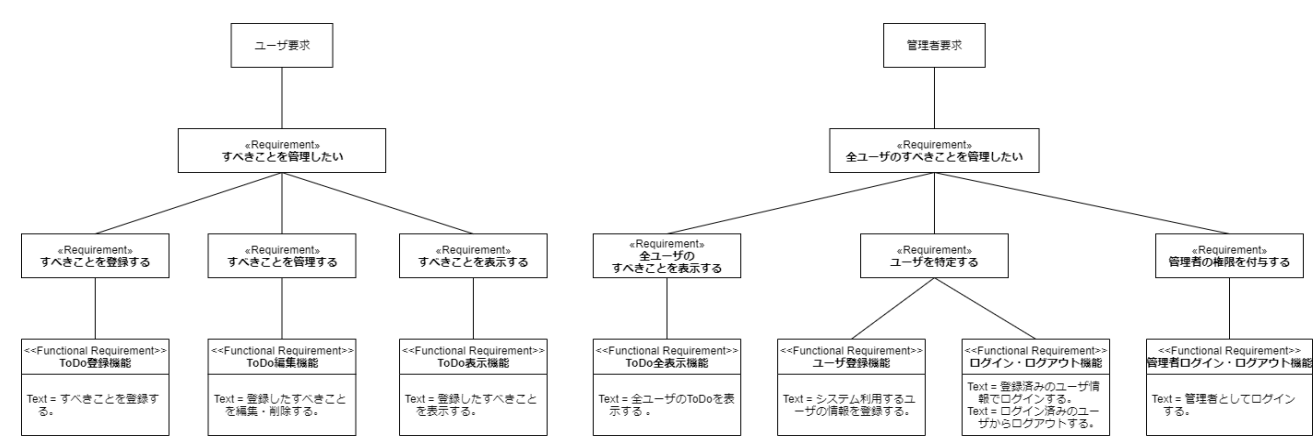 ユーザ要求
管理者要求
«Requirement»
すべきことを管理したい
«Requirement»
全ユーザのすべきことを管理したい
«Requirement»
すべきことを登録する
«Requirement»
すべきことを管理する
«Requirement»
すべきことを表示する
«Requirement»
全ユーザの
すべきことを表示する
«Requirement»
ユーザを特定する
«Requirement»
管理者の権限を付与する
<<Functional Requirement>>
ToDo登録機能
Text = すべきことを登録す
る。
<<Functional Requirement>>
ToDo編集機能
Text = 登録したすべきこと
を編集・削除する。
<<Functional Requirement>>
ToDo表示機能
Text = 登録したすべきこと
を表示する。
<<Functional Requirement>>
ToDo全表示機能
Text = 全ユーザのToDoを表
示する 。
<<Functional Requirement>>
ユーザ登録機能
Text = システム利用するユ
ーザの情報を登録する。
<<Functional Requirement>>
ログイン・ログアウト機能
Text = 登録済みのユーザ情
報でログインする。
Text = ログイン済みのユー
ザからログアウトする。
<<Functional Requirement>>
管理者ログイン・ログアウト機能
Text = 管理者としてログイン
する。